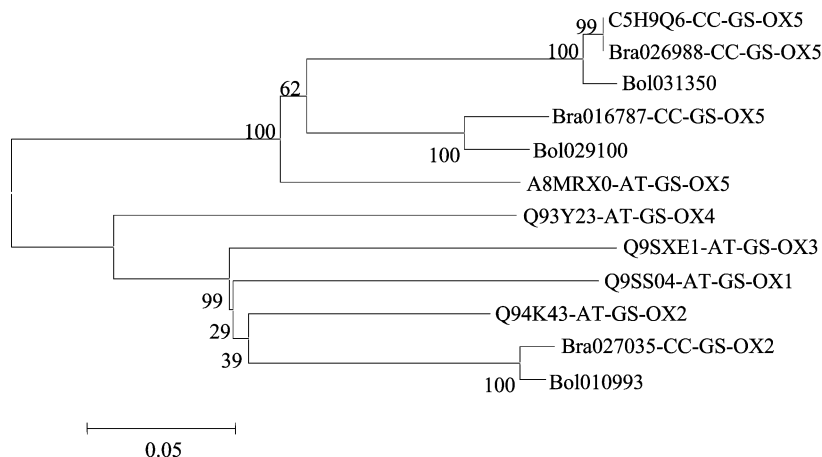 99
C5H9Q6-CC-GS-OX5
100
Bra026988-CC-GS-OX5
Bol031350
62
Bra016787-CC-GS-OX5
100
100
Bol029100
A8MRX0-AT-GS-OX5
Q93Y23-AT-GS-OX4
Q9SXE1-AT-GS-OX3
Q9SS04-AT-GS-OX1
99
Q94K43-AT-GS-OX2
29
Bra027035-CC-GS-OX2
39
100
Bol010993
0.05